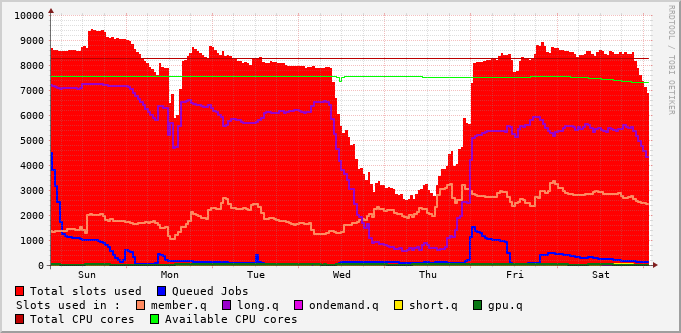 10000
9000
8000
7000
6000
5000
4000
3000
2000
1000
0
Sun Mon Tue Wed Thu Fri Sat
Total slots used Queued Jobs
Slots used in : member.q long.q ondemand.q short.q gpu.q
Total CPU cores Available CPU cores
RRDTOOL / TOBI OETIKER